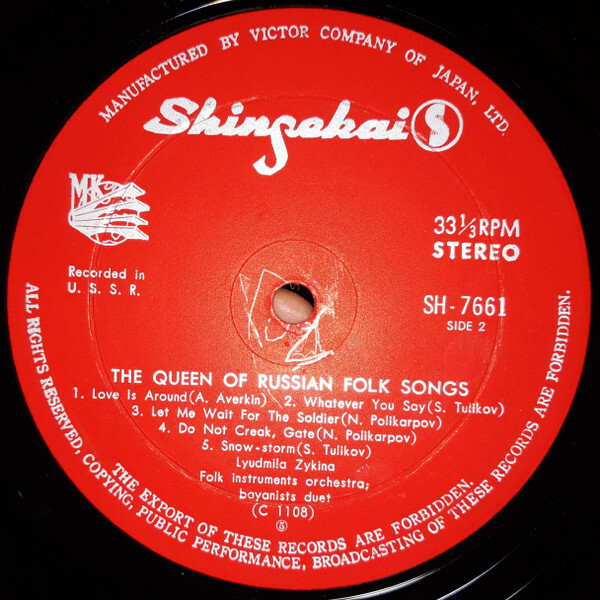 MANUFACTURED BY VICTOR COMPANY OF JAPAN, LTD.
Shinsekai S
MK
Recorded in
U. S. S. R.
33 1/3 RPM
STEREO
SH-7661
SIDE 2
THE QUEEN OF RUSSIAN FOLK SONGS
1. Love Is Around(A. Averkin) 2. Whatever You Say(S. Tulikov)
3. Let Me Wait For The Soldier(N. Polikarpov)
4. Do Not Creak, Gate(N. Polikarpov)
5. Snow-storm(S. Tulikov)
Lyudmila Zykina
Folk instruments orchestra;
bayanists duet
(C 1108)
THE EXPORT OF THESE RECORDS ARE FORBIDDEN.
ALL RIGHTS RESERVED, COPYING, PUBLIC PERFORMANCE, BROADCASTING OF THESE RECORDS ARE FORBIDDEN.